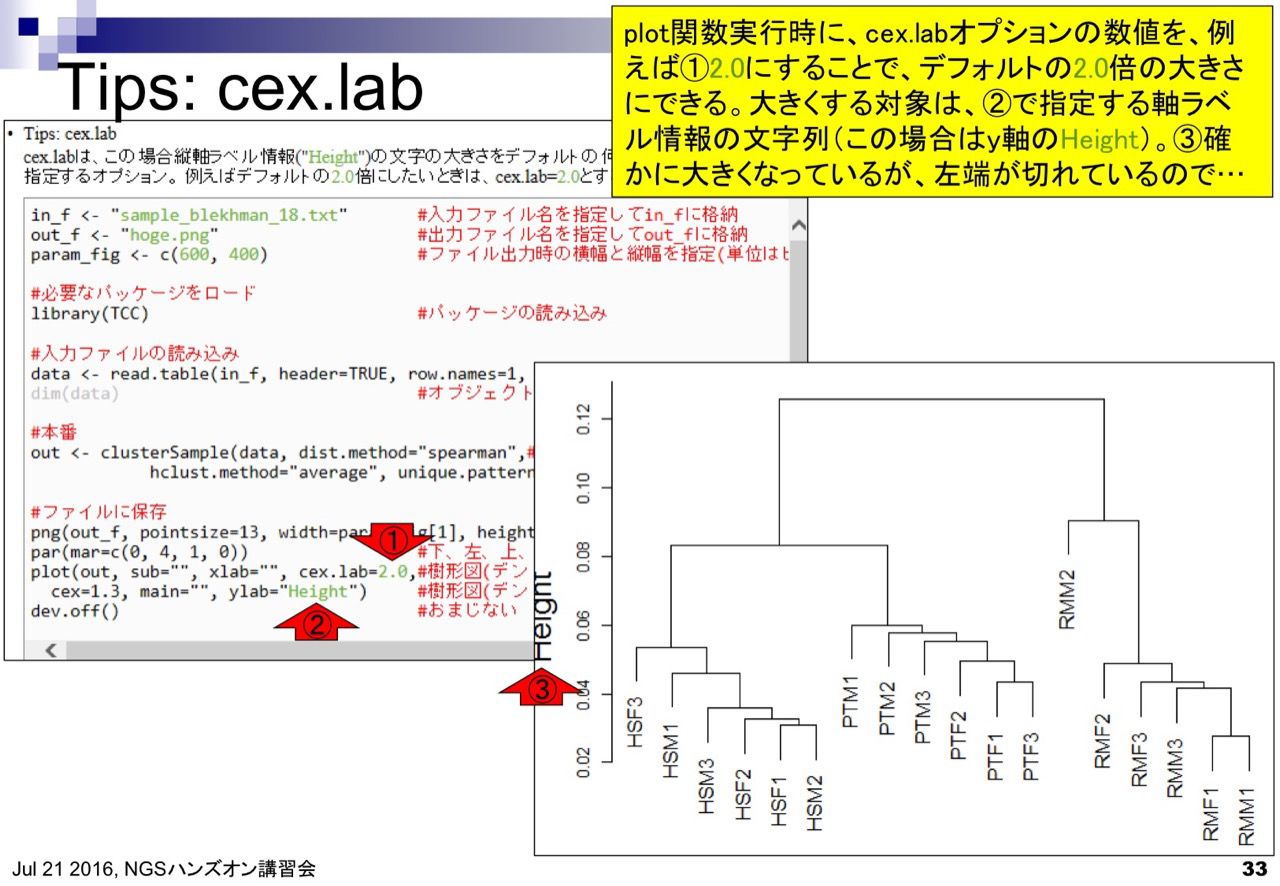 Tips: cex.lab
plot関数実行時に、cex.labオプションの数値を、例
えば①2.0にすることで、デフォルトの2.0倍の大きさ
にできる。大きくする対象は、②で指定する軸ラベ
ル情報の文字列(この場合はy軸のHeight)。③確
かに大きくなっているが、左端が切れているので…
• Tips: cex.lab
cex.labは、この場合縦軸ラベル情報("Height")の文字の大きさをデフォルトの
指定するオプション。例えばデフォルトの2.0倍にしたいときは、cex.lab=2.0とす
in_f <- "sample_blekhman_18.txt" #入力ファイル名を指定してin_fに格納
out_f <- "hoge.png" #出力ファイル名を指定してout_fに格納
param_fig <- c(600, 400) #ファイル出力時の横幅と縦幅を指定(単位は
#必要なパッケージをロード
library(TCC) #パッケージの読み込み
#入力ファイルの読み込み
data <- read.table(in_f, header=TRUE, row.names=1,
dim(data) #オブジェクト
#本番
out <- clusterSample(data, dist.method="spearman",#
hclust.method="average", unique.pattern
#ファイルに保存
png(out_f, pointsize=13, width=par g[1], height
par(mar=c(0, 4, 1, 0)) #下、左、上、
plot(out, sub="", xlab="", cex.lab=2.0,#樹形図(デン
cex=1.3, main="", ylab="Height") #樹形図(デン
dev.off() #おまじない
①
②
③
Height
0.12
0.10
0.08
0.06
0.04
0.02
HSF3
HSM1
HSM3
HSF2
HSF1
HSM2
PTM1
PTM2
PTM3
PTF2
PTF1
PTF3
RMM2
RMF2
RMF3
RMM3
RMF1
RMM1
Jul 21 2016, NGSハンズオン講習会
33